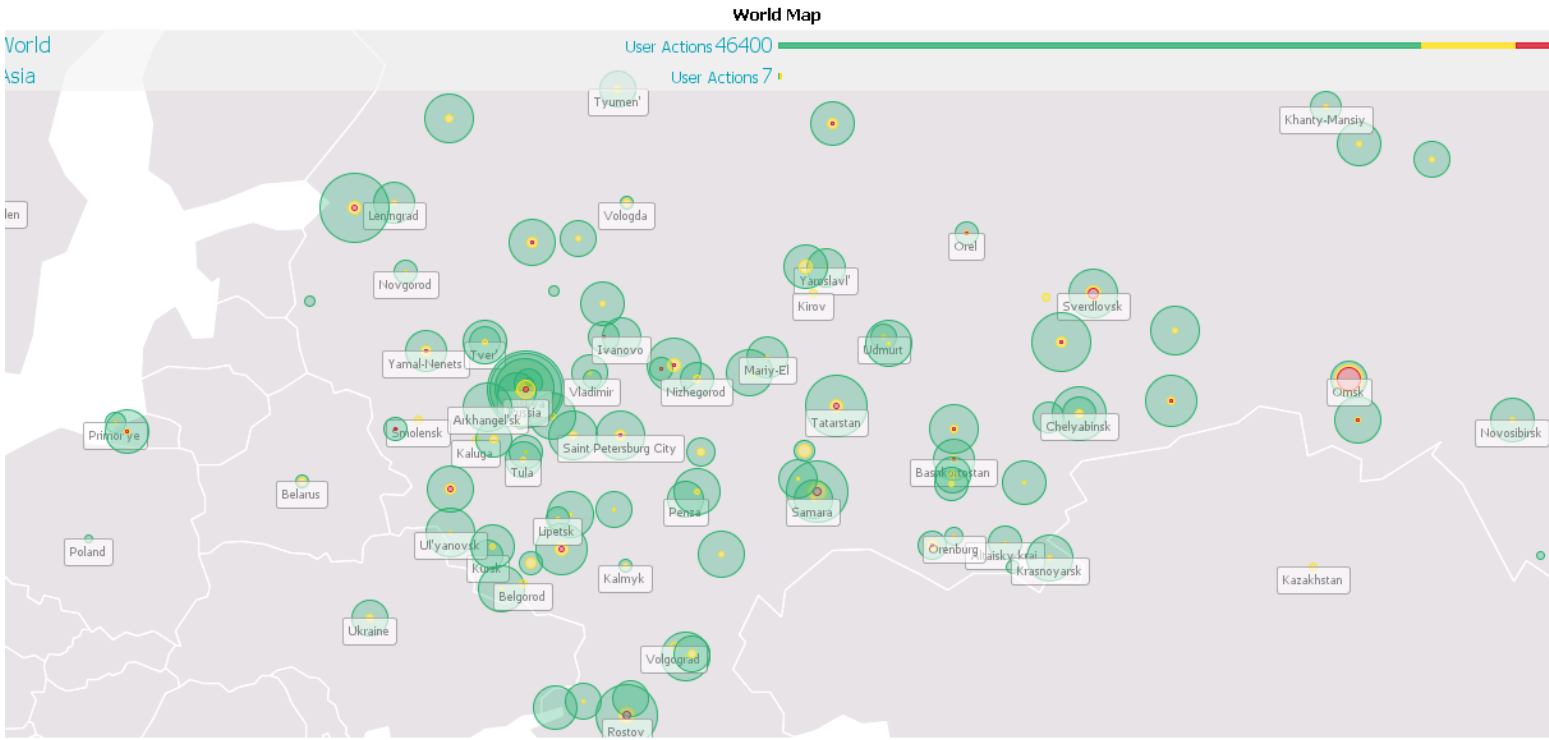 World Map
World
User Actions 46400
Asia
User Actions 7
Tyumen'
Khanty-Mansiy
Leningrad
Vologda
Orel
Novgorod
Yaroslavl'
Kirov
Sverdlovsk
Yamal-Nenets
Tver'
Ivanovo
Udmurt
Vladimir
Nizhegorod
Mariy-El
Omsk
Arkhangel'sk
Tatarstan
Primor'ye
Smolensk
Kaluga
Saint Petersburg City
Chelyabinsk
Novosibirsk
Tula
Bashkortostan
Belarus
Penza
Samara
Lipetsk
Poland
Ul'yanovsk
Orenburg
Altaisky krai
Kursk
Kalmyk
Krasnoyarsk
Kazakhstan
Belgorod
Ukraine
Volgograd
Rostov